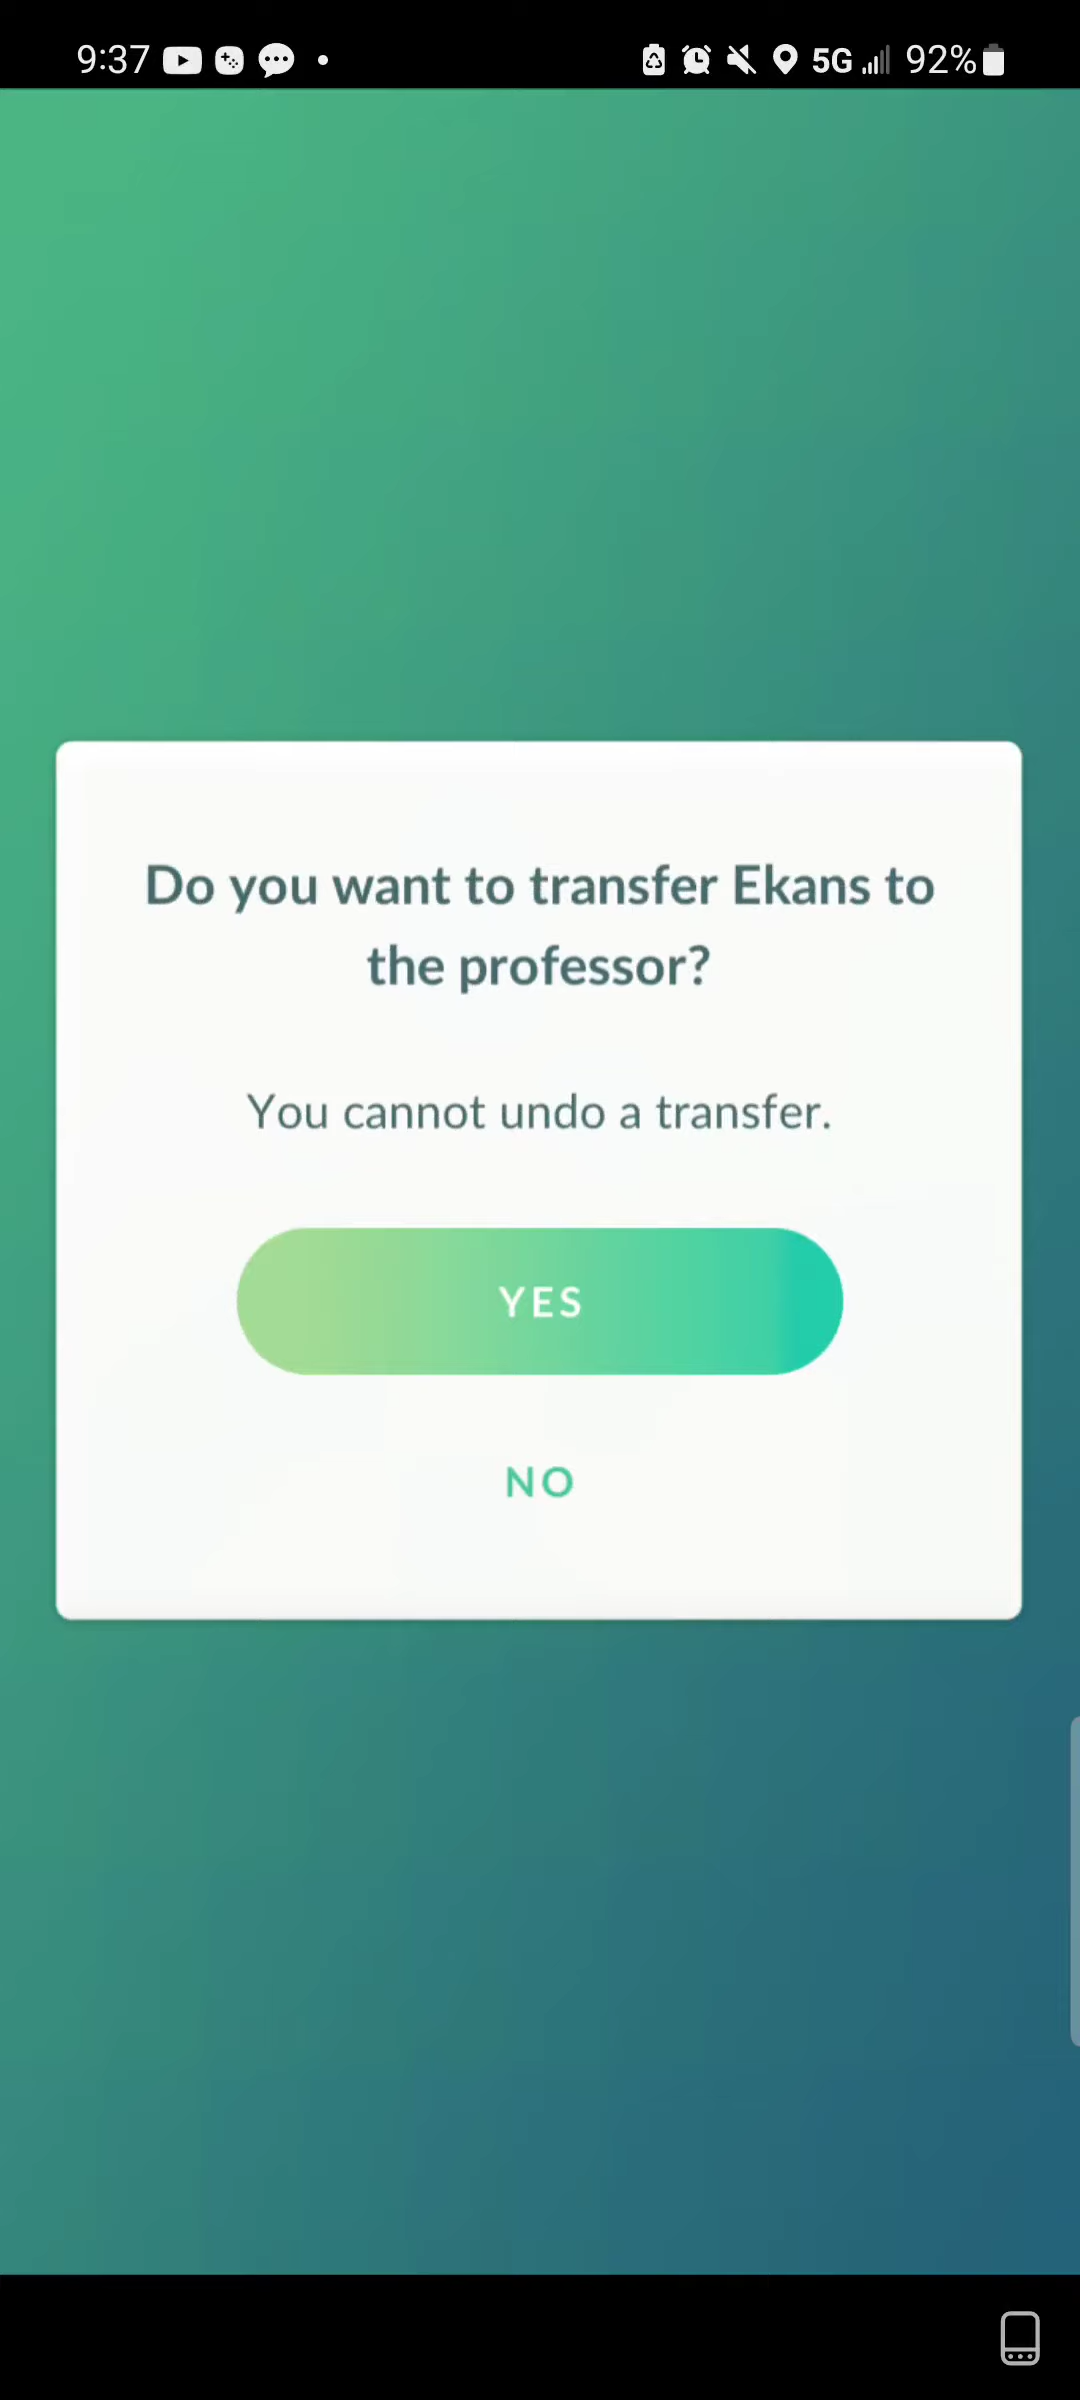 9:37 5G 92%
Do you want to transfer Ekans to
the professor?
You cannot undo a transfer.
YES
NO